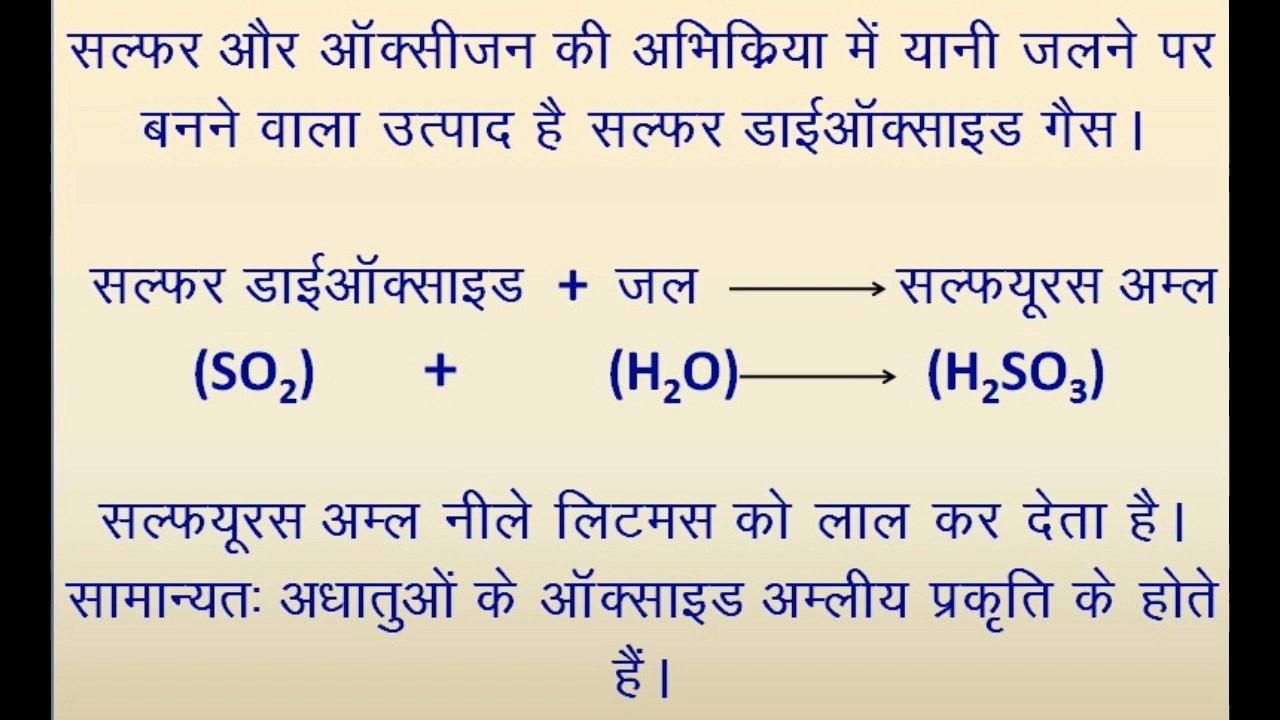 सल्फर और ऑक्सीजन की अभिक्रिया में यानी जलने पर
बनने वाला उत्पाद है सल्फर डाईऑक्साइड गैस।
सल्फर डाईऑक्साइड + जल ⟶ सल्फयूरस अम्ल
(SO₂) + (H₂O) ⟶ (H₂SO₃)
सल्फयूरस अम्ल नीले लिटमस को लाल कर देता है।
सामान्यतः अधातुओं के ऑक्साइड अम्लीय प्रकृति के होते
हैं।